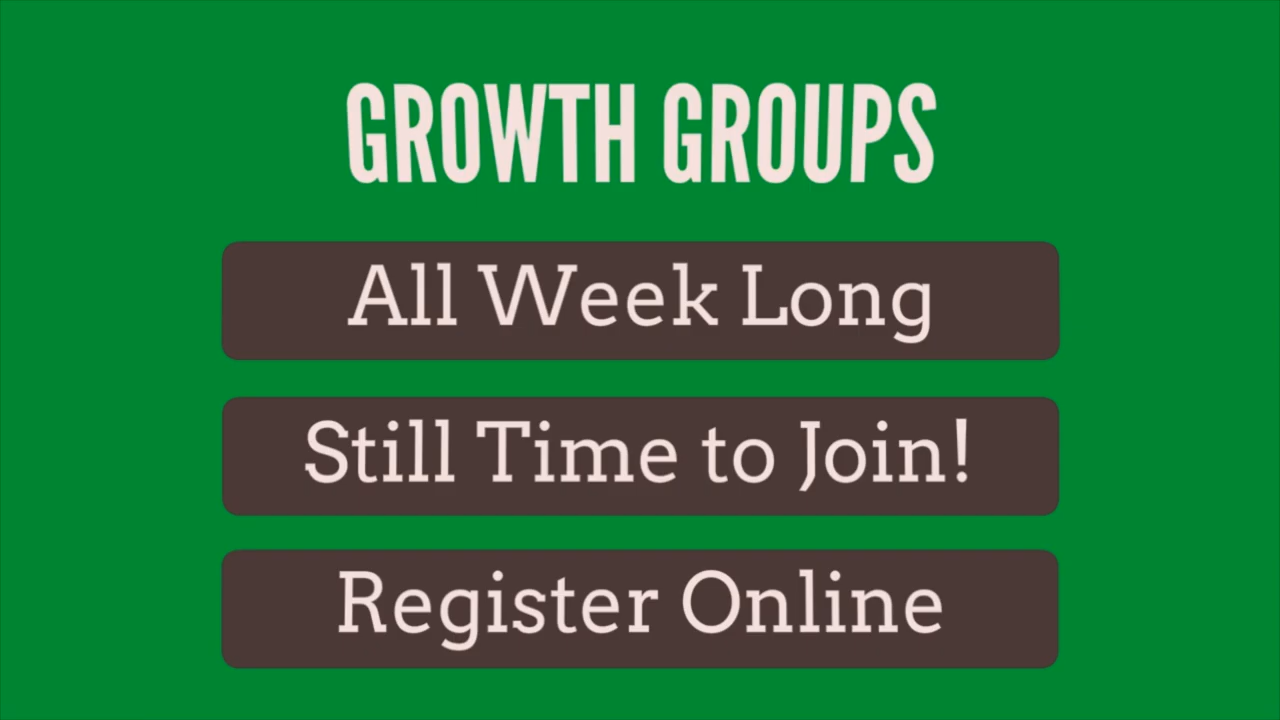 GROWTH GROUPS
All Week Long
Still Time to Join!
Register Online